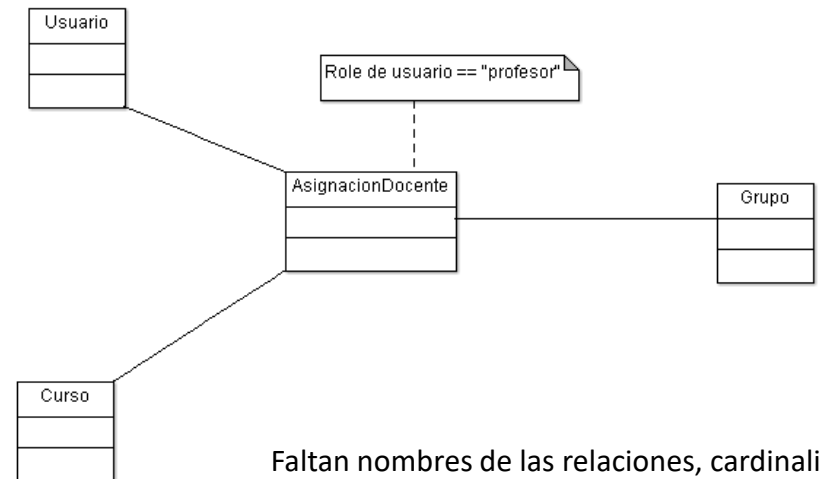 Usuario
Role de usuario == "profesor"
AsignacionDocente
Grupo
Curso
Faltan nombres de las relaciones, cardinali